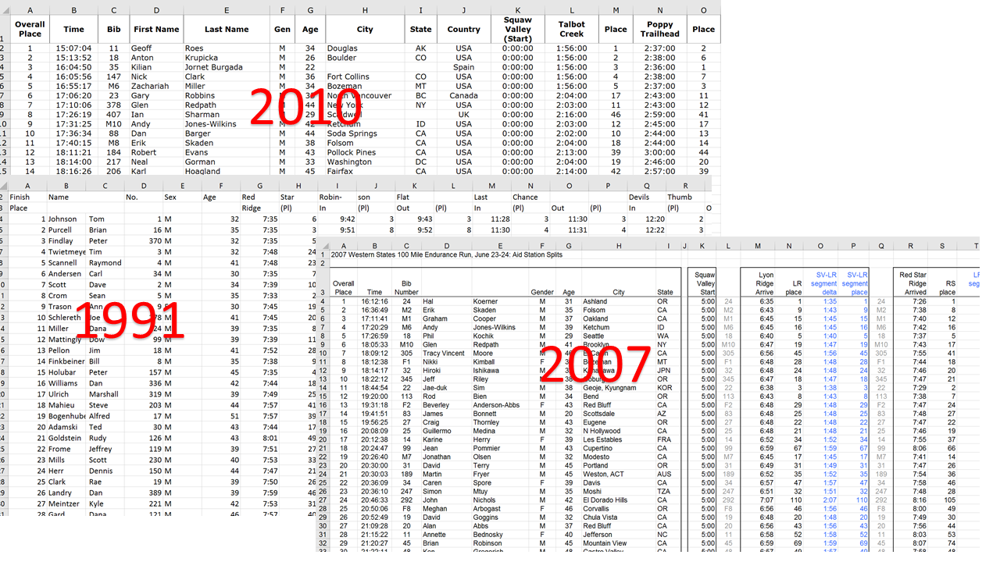 A B C D E F G H I J K L M N O
Overall Place Time Bib First Name Last Name Gen Age City State Country Squaw Valley (Start) Talbot Creek Place Poppy Trailhead Place
1 15:07:04 11 Geoff Roes M 34 Douglas AK USA 0:00:00 1:56:00 1 2:37:00 2
2 15:13:52 18 Anton Krupicka M 26 Boulder CO USA 0:00:00 1:56:00 2 2:38:00 6
3 16:04:50 35 Kilian Jornet Burgada M 22 Spain 0:00:00 1:56:00 3 2:36:00 1
4 16:05:56 147 Nick Clark M 36 Fort Collins CO USA 0:00:00 1:56:00 4 2:38:00 7
5 16:55:17 M6 Zachariah Miller M 34 Bozeman MT USA 0:00:00 1:56:00 5 2:37:00 3
6 17:06:20 23 Gary Robbins North Vancouver BC Canada 0:00:00 2:04:00 17 2:43:00 11
7 17:10:06 378 Glen Redpath 44 New York NY USA 0:00:00 2:03:00 11 2:43:00 12
8 17:26:19 407 Ian Sharman 29 UK 0:00:00 2:16:00 46 2:59:00 41
9 17:31:25 M10 Andy Jones-Wilkins M 42 Ketchum ID USA 0:00:00 2:03:00 12 2:45:00 17
10 17:36:34 88 Dan Barger M 44 Soda Springs CA USA 0:00:00 2:02:00 10 2:44:00 13
11 17:40:15 M8 Erik Skaden M 38 Folsom CA USA 0:00:00 2:04:00 18 2:44:00 14
12 18:11:21 184 Robert Evans M 43 Pollock Pines CA USA 0:00:00 2:13:00 39 3:00:00 44
13 18:14:00 217 Neal Gorman M 33 Washington DC USA 0:00:00 2:04:00 19 2:46:00 20
14 18:16:26 206 Karl Hoagland M 45 Fairfax CA USA 0:00:00 2:14:00 42 2:57:00 39
2010
A B C D E F G H I J K L M N O P Q R
Finish Name No. Sex Age Red Star Robin- son Flat Last Chance Devils Thumb
Place Ridge (Pl) In (Pl) Out (Pl) In (Pl) Out (Pl) In (Pl) O
1 Johnson Tom 1 M 32 7:35 6 9:42 3 9:43 3 11:28 3 11:30 3 12:20 2
2 Purcell Brian 16 M 35 7:35 3 9:51 8 9:52 8 11:30 4 11:31 4 12:22 3
3 Findlay Peter 370 M 32 7:35
4 Twietmeye Tim 3 M 32 7:48
5 Scannell Raymond 4 M 41 7:48
6 Andersen Carl 34 M 30 7:35
7 Scott Dave 2 M 34 7:39
8 Crom Sean 5 M 35 7:33
9 Trason Ann 30 7:45
10 Schlereth Joe 41 7:45
11 Miller Dana 39 7:39
12 Mattingly Dow 99 M 39 7:39
13 Pellon Jim 18 M 41 7:52
14 Finkbeiner Bill 8 M 35 7:38
15 Holubar Peter 157 M 45 7:35
16 Williams Dan 336 M 42 7:44
17 Ulrich Marshall 319 M 39 7:49
18 Mahieu Steve 203 M 44 7:57
19 Bogenhube Alfred 17 M 51 7:57
20 Adamski Ted 30 M 43 7:44
21 Goldstein Rudy 126 M 43 8:01
22 Frome Jeffrey 119 M 39 7:51
23 Mills Scott 230 M 40 7:53
24 Herr Dennis 150 M 44 7:47
25 Clark Rae 19 M 39 7:50
26 Landry Dan 389 M 39 7:59
27 Meintzer Kyle 221 M 42 7:53
28 Gard Dana 121 M 46 7:57
1991
A B C D E F G H I J K L M N O P Q R S T
1 2007 Western States 100 Mile Endurance Run, June 23-24: Aid Station Splits
2
3 Overall Place Time Bib Number Gender Age City State Squaw Valley Start Lyon Ridge Arrive LR place SV-LR segment delta SV-LR segment place Red Star Ridge Arrived RS place
4 1 16:12:16 24 Hal Koerner M 31 Ashland OR 5:00 24 6:35 1 1:35 1 24 7:26 1
5 2 16:36:49 M2 Erik Skaden M 35 Folsom CA 5:00 M2 6:43 9 1:43 9 M2 7:38 8
6 3 17:11:41 M1 Graham Cooper M 37 Oakland CA 5:00 M1 6:45 15 1:45 15 M1 7:40 12
7 4 17:20:29 M6 Andy Jones-Wilkins M 39 Ketchum ID 5:00 M6 6:45 16 1:45 15 M6 7:42 16
8 5 17:26:59 18 Phil Kochik M 29 Seattle WA 5:00 18 6:40 5 1:40 5 18 7:37 5
9 6 18:05:33 M10 Glen Redpath M 41 Brooklyn NY 5:00 M10 6:47 19 1:47 19 M10 7:43 17
10 7 18:09:12 305 Tracy Vincent Moore CA 5:00 305 6:56 45 1:56 45 305 7:44 18
11 8 18:12:38 F1 Nikki Kimball F Bozeman MT 5:00 F1 6:48 28 1:48 28 F1 7:44 18
12 9 18:14:17 32 Hiroki Ishikawa JPN 5:00 32 6:48 24 1:48 24 32 7:46 20
13 10 18:22:12 345 Jeff Riley 38 Coburg OR 5:00 345 6:47 18 1:47 18 345 7:47 21
14 11 18:44:54 22 Jae-duk Sim M 38 Geoje, Kyungnam KOR 5:00 22 6:38 3 1:38 3 22 7:29 2
15 12 19:20:00 113 Rod Bien M 34 Bend OR 5:00 113 6:43 8 1:43 8 113 7:38 7
16 13 19:31:18 F2 Beverley Anderson-Abbs F 43 Red Bluff CA 5:00 F2 6:48 29 1:48 29 F2 7:47 24
17 14 19:41:51 83 James Bonnett M 20 Scottsdale AZ 5:00 83 6:48 22 1:48 25 83 7:48 27
18 15 19:56:25 27 Craig Thornley M 43 Eugene OR 5:00 27 6:48 22 1:48 22 27 7:47 22
19 16 20:08:09 25 Guillermo Medina M 32 N Hollywood CA 5:00 25 6:48 21 1:48 21 25 7:46 19
20 17 20:12:38 14 Karine Herry F 39 Les Estables FRA 5:00 14 6:52 34 1:52 34 14 7:55 37
21 18 20:24:47 99 Jean Pommier M 43 Cupertino CA 5:00 99 6:59 67 1:59 67 99 8:06 66
22 19 20:26:40 M7 Jonathan Olsen M 32 Modesto CA 5:00 M7 6:45 17 1:45 17 M7 7:41 14
23 20 20:30:00 31 David Terry M 45 Portland OR 5:00 31 6:49 31 1:49 31 31 7:47 26
24 21 20:30:03 189 Martin Fryer M 45 Weston, ACT AUS 5:00 189 6:52 35 1:52 35 189 7:54 36
25 22 20:36:09 34 Caren Spore F 39 Davis CA 5:00 34 6:57 47 1:57 47 34 7:58 46
26 23 20:36:10 247 Simon Mtuy M 35 Moshi TZA 5:00 247 6:51 32 1:51 32 247 7:48 28
27 24 20:46:33 292 John Nichols M 42 El Dorado Hills CA 5:00 292 7:07 110 2:07 110 292 8:16 105
28 25 20:50:06 F8 Meghan Arbogast F 46 Corvallis OR 5:00 F8 6:56 46 1:56 46 F8 8:00 49
29 26 20:52:49 19 David Goggins M 32 Chula Vista CA 5:00 19 6:48 20 1:48 20 19 7:49 30
30 27 21:09:28 20 Alan Abbs M 37 Red Bluff CA 5:00 20 6:56 43 1:56 43 20 7:58 43
31 28 21:15:22 11 Annette Bednosky F 40 Jefferson NC 5:00 11 6:58 52 1:58 52 11 8:03 53
32 29 21:20:27 45 Brian Robinson M 45 Mountain View CA 5:00 45 6:59 69 1:59 69 45 8:07 74
2007